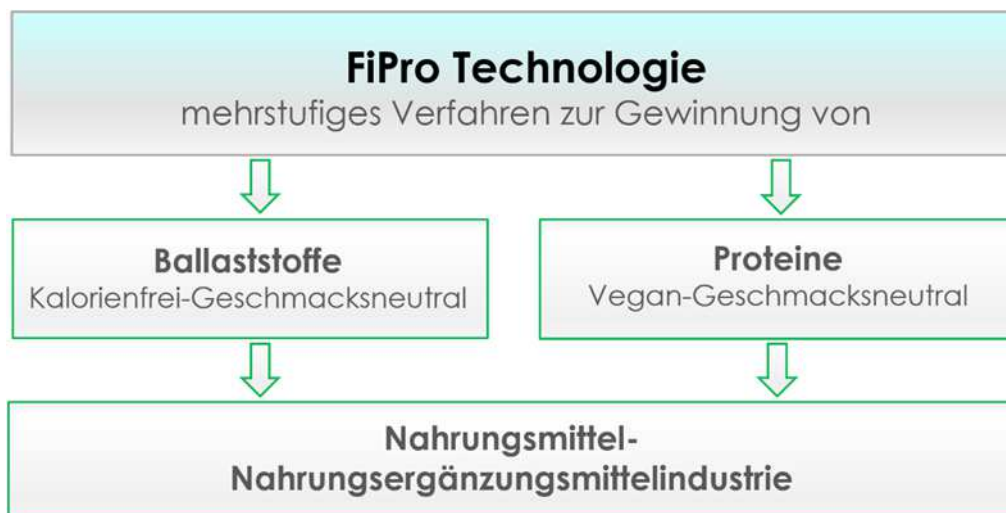 FiPro Technologie
mehrstufiges Verfahren zur Gewinnung von
Ballaststoffe
Kalorienfrei-Geschmacksneutral
Proteine
Vegan-Geschmacksneutral
Nahrungsmittel-
Nahrungsergänzungsmittelindustrie